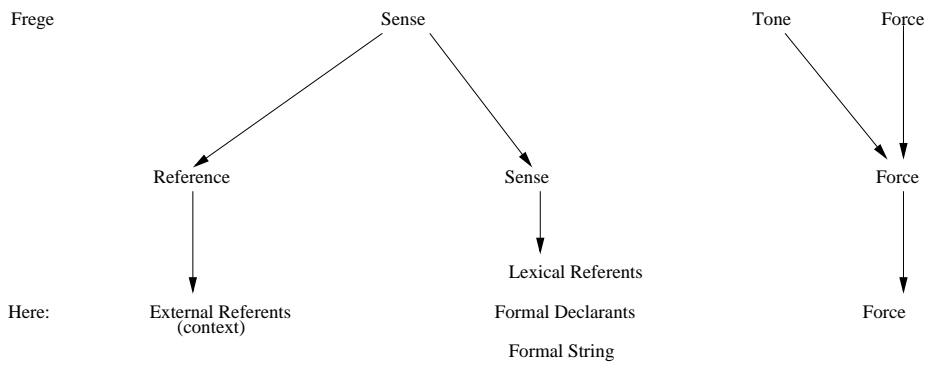 Frege Sense Tone Force
Reference Sense Force
Lexical Referents
Here: External Referents Formal Declarants Force
(context)
Formal String